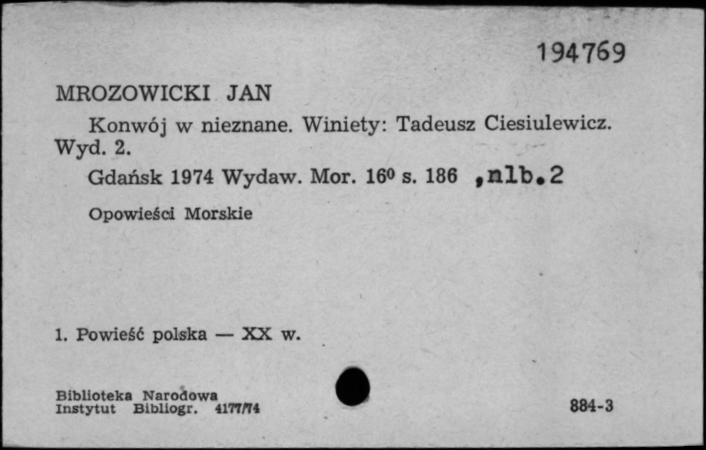 194769
MROZOWICKI JAN
Konwój w nieznane. Winiety: Tadeusz Ciesiulewicz.
Wyd. 2.
Gdańsk 1974 Wydaw. Mor. 16⁰ s. 186 ,nlb.2
Opowieści Morskie
1. Powieść polska — XX w.
Biblioteka Narodowa
Instytut Bibliogr. 4177/74
884-3